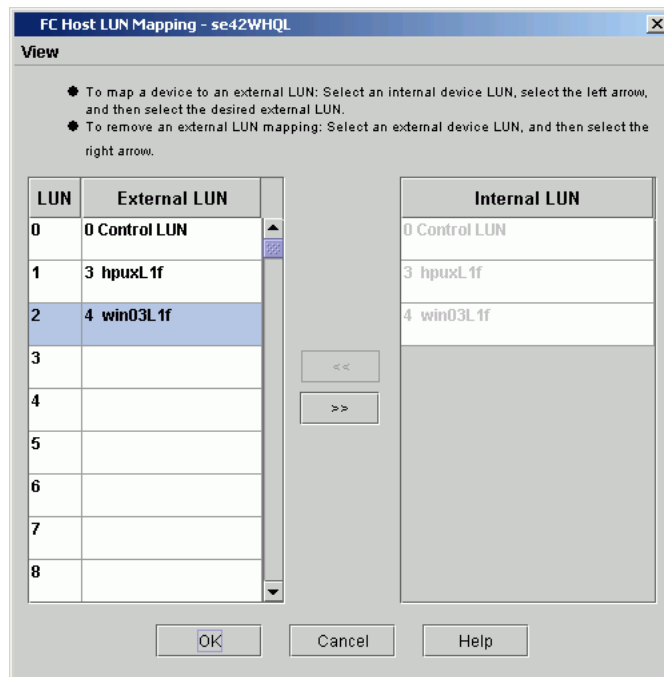 FC Host LUN Mapping - se42WHQL
View
To map a device to an external LUN: Select an internal device LUN, select the left arrow,
and then select the desired external LUN.
To remove an external LUN mapping: Select an external device LUN, and then select the
right arrow.
LUN External LUN Internal LUN
0 0 Control LUN 0 Control LUN
1 3 hpuxL1f 3 hpuxL1f
2 4 win03L1f 4 win03L1f
3
<<
4
>>
5
6
7
8
OK Cancel Help